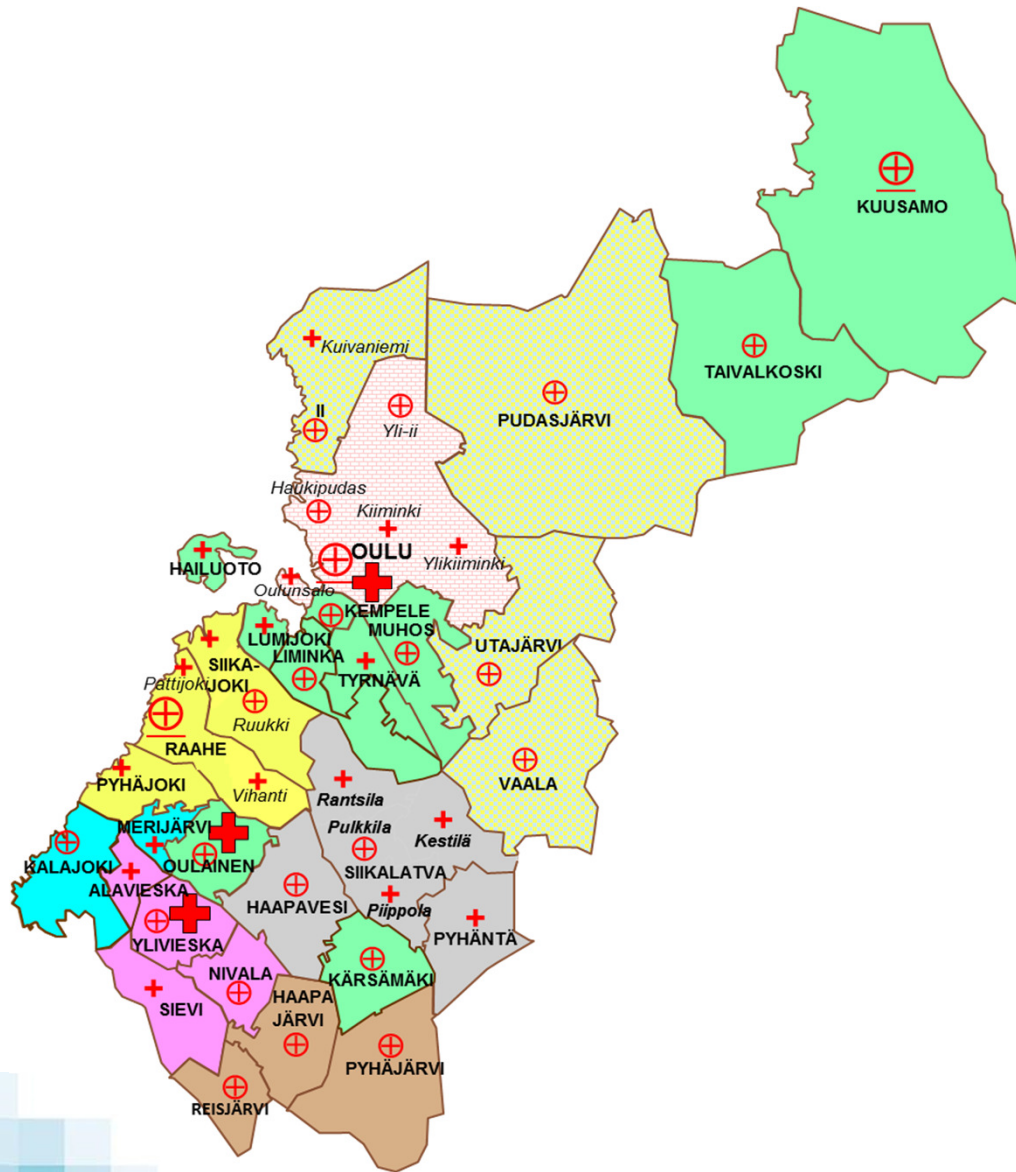 KUUSAMO
TAIVALKOSKI
Kuivaniemi
II
PUDASJÄRVI
Yli-ii
Haukipudas
Kiiminki
OULU
Ylikiiminki
HAILUOTO
Oulunsalo
KEMPELE
MUHOS
LUMIJOKI
LIMINKA
UTAJÄRVI
SIIKA-
JOKI
TYRNÄVÄ
Pattijoki
Ruukki
RAAHE
VAALA
PYHÄJOKI
Vihanti
Rantsila
MERIJÄRVI
Pulkkila
Kestilä
KALAJOKI
OULAINEN
SIIKALATVA
ALAVIESKA
HAAPAVESI
Piippola
YLIVIESKA
PYHÄNTÄ
NIVALA
KÄRSÄMÄKI
SIEVI
HAAPA
JÄRVI
PYHÄJÄRVI
REISJÄRVI